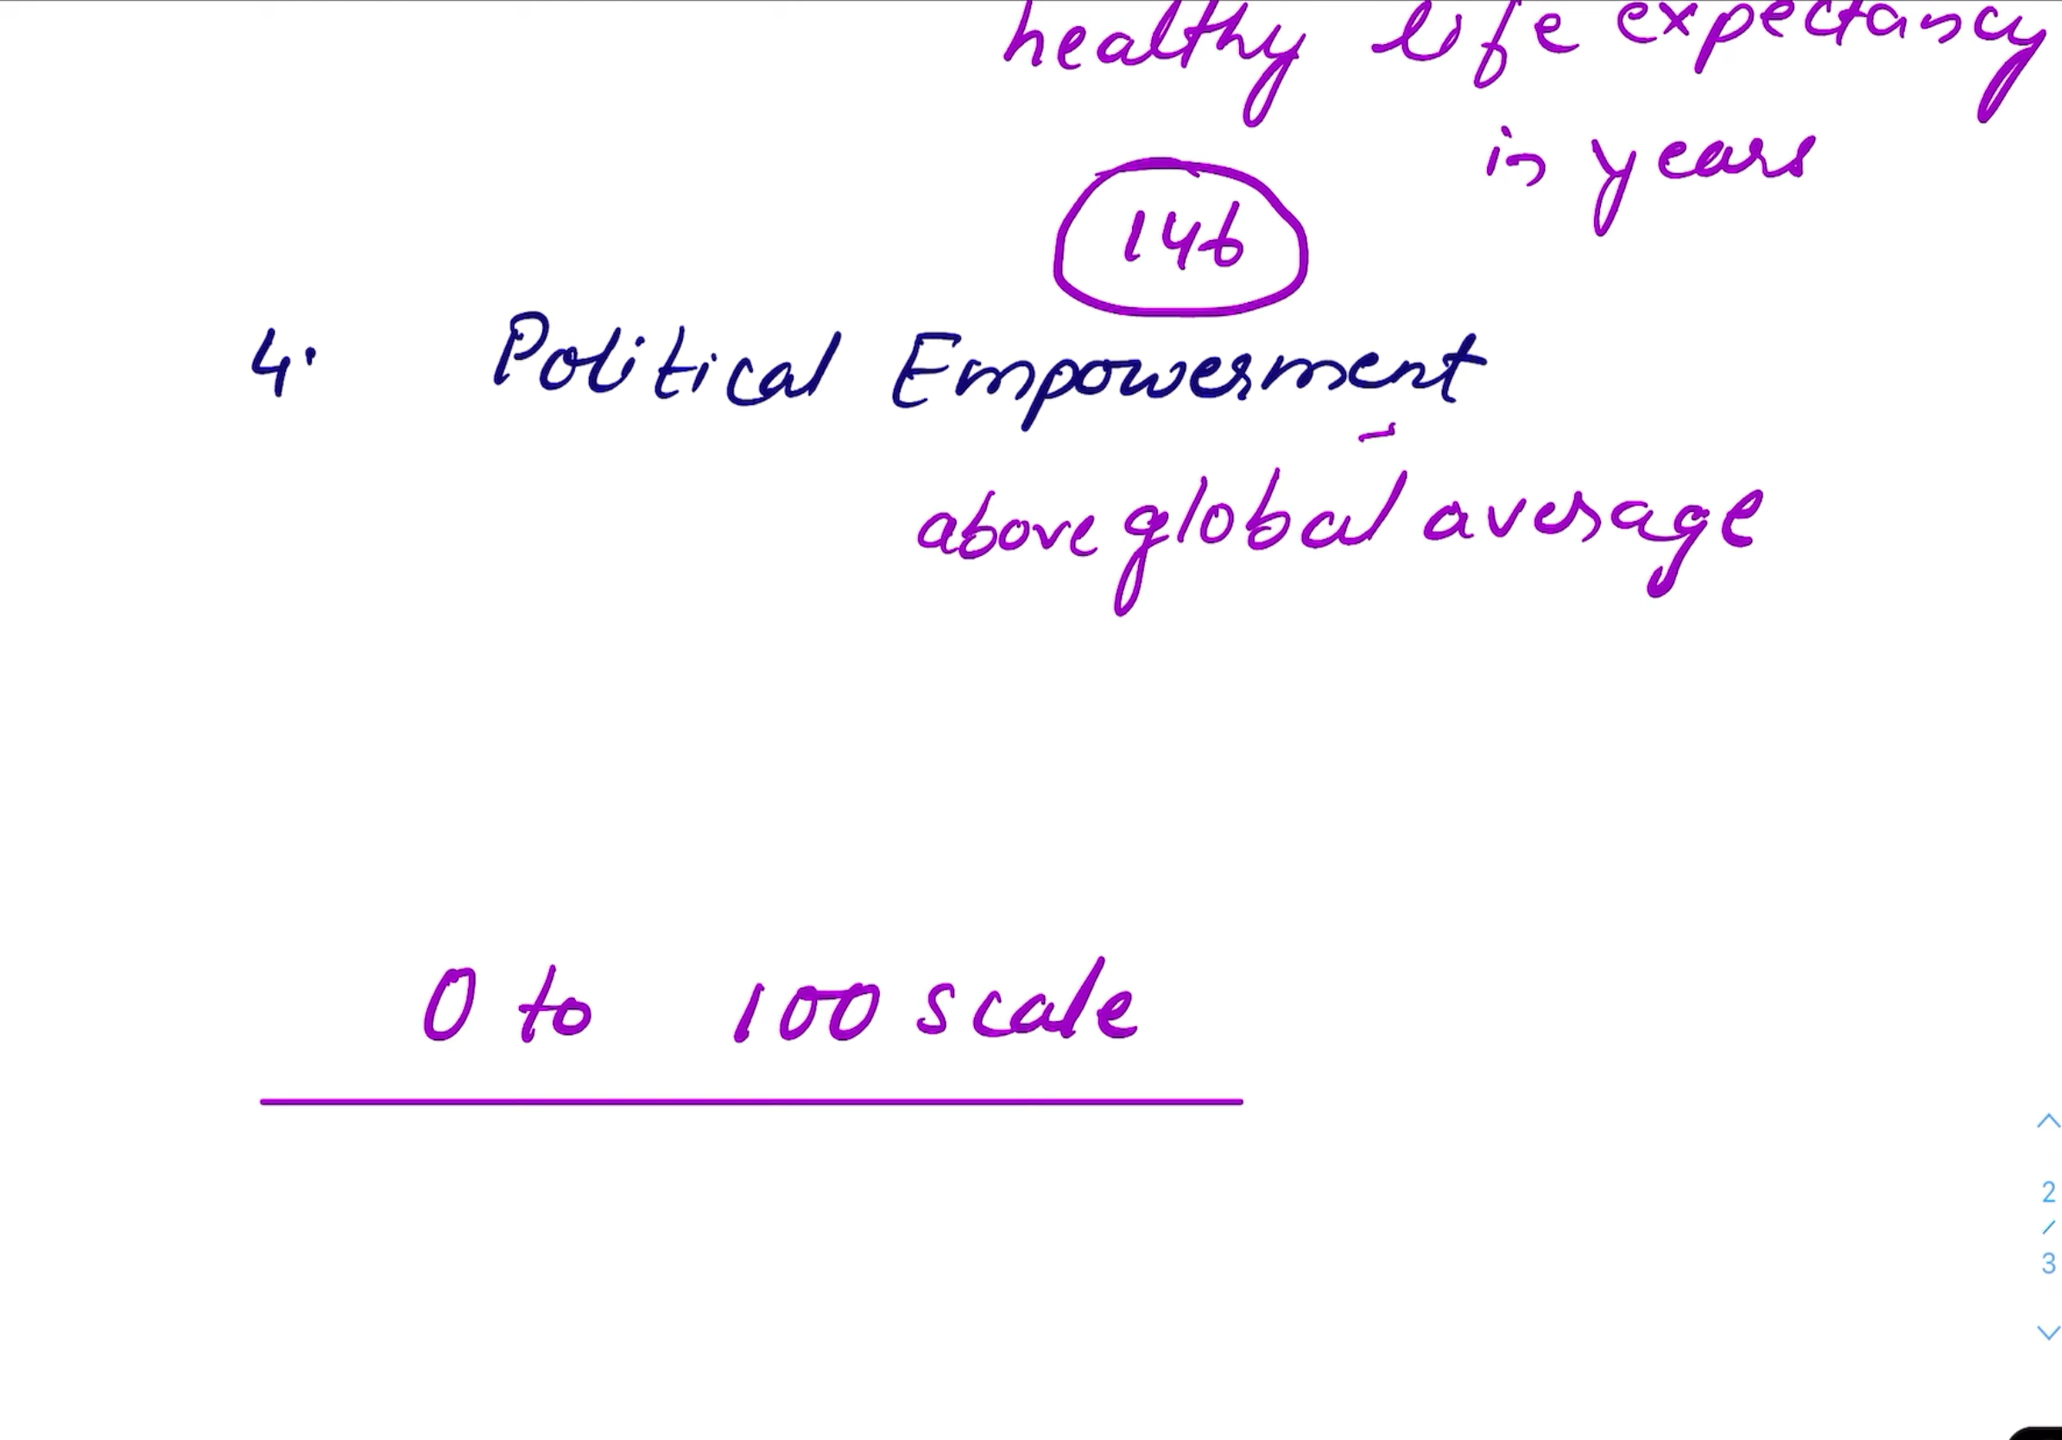 healthy life expectancy
in years
146
4. Political Empowerment
above global average
0 to 100 scale
2
/
3